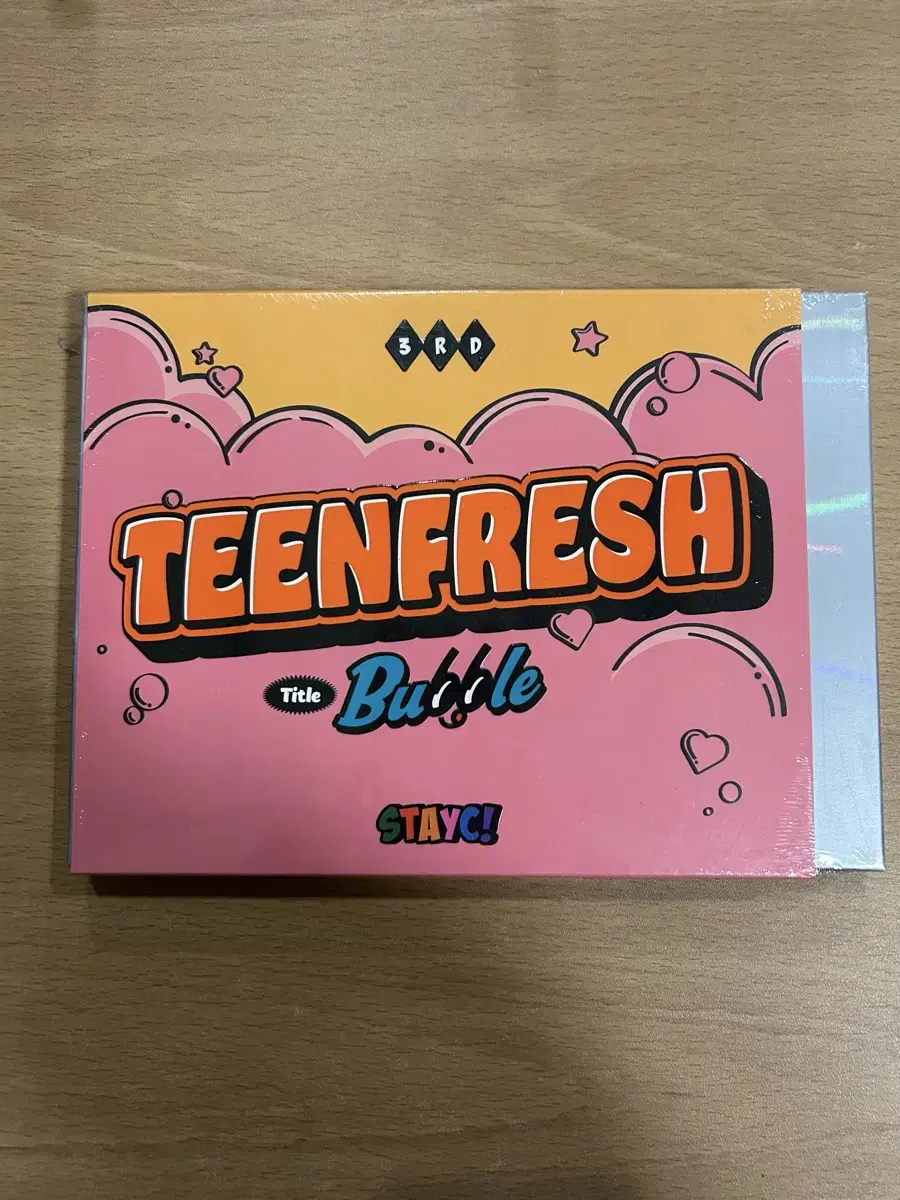 3RD
TEENFRESH
Title Bubble
STAYC!